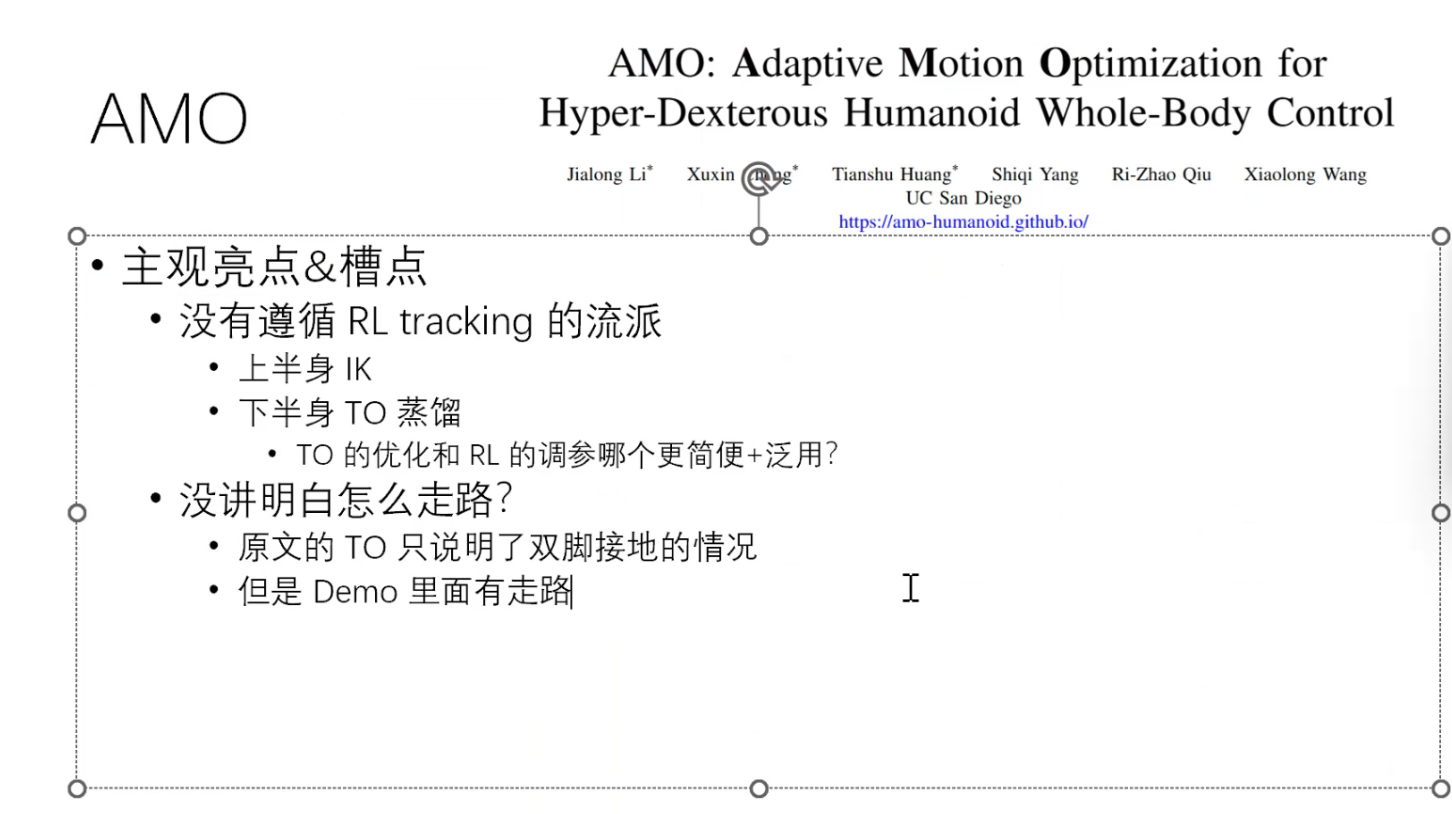 AMO
AMO: Adaptive Motion Optimization for
Hyper-Dexterous Humanoid Whole-Body Control
Jialong Li* Xuxin Tianshu Huang* Shiqi Yang Ri-Zhao Qiu Xiaolong Wang
UC San Diego
https://amo-humanoid.github.io/
• 主观亮点&槽点
• 没有遵循 RL tracking 的流派
• 上半身 IK
• 下半身 TO 蒸馏
• TO 的优化和 RL 的调参哪个更简便+泛用?
• 没讲明白怎么走路?
• 原文的 TO 只说明了双脚接地的情况
• 但是 Demo 里面有走路